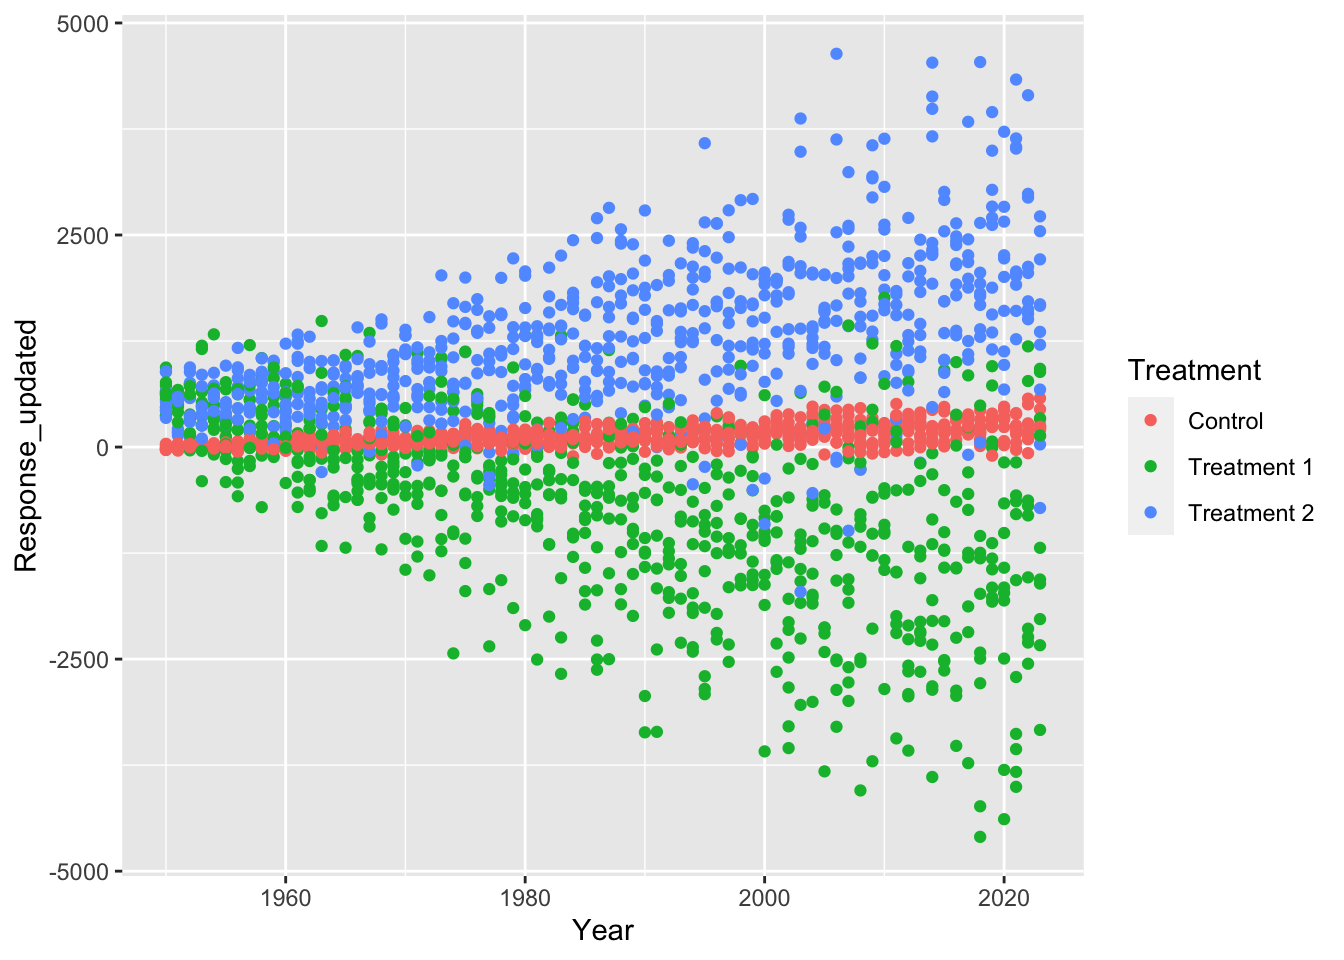 5000
2500
0
-2500
-5000
Response_updated
1960
1980
2000
2020
Year
Treatment
Control
Treatment 1
Treatment 2